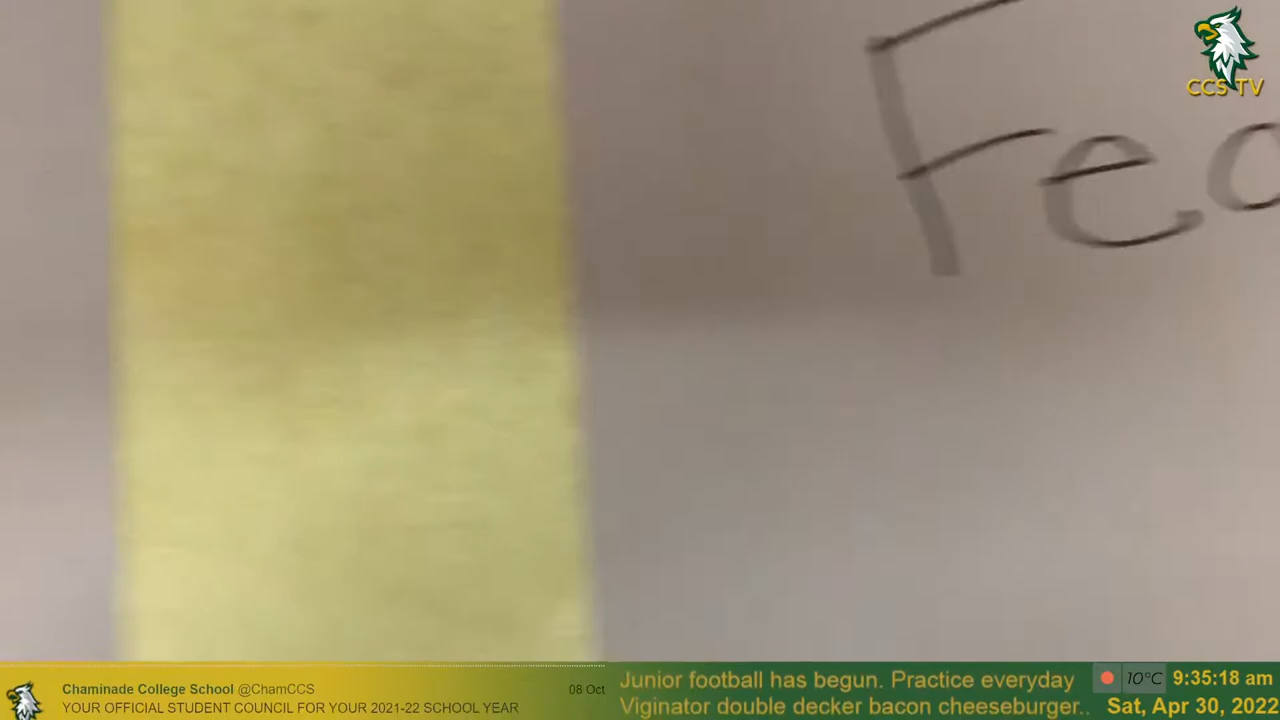 Fea
CCS TV
Chaminade College School @ChamCCS
08 Oct
YOUR OFFICIAL STUDENT COUNCIL FOR YOUR 2021-22 SCHOOL YEAR
Junior football has begun. Practice everyday
Viginator double decker bacon cheeseburger..
10°C
9:35:18 am
Sat, Apr 30, 2022